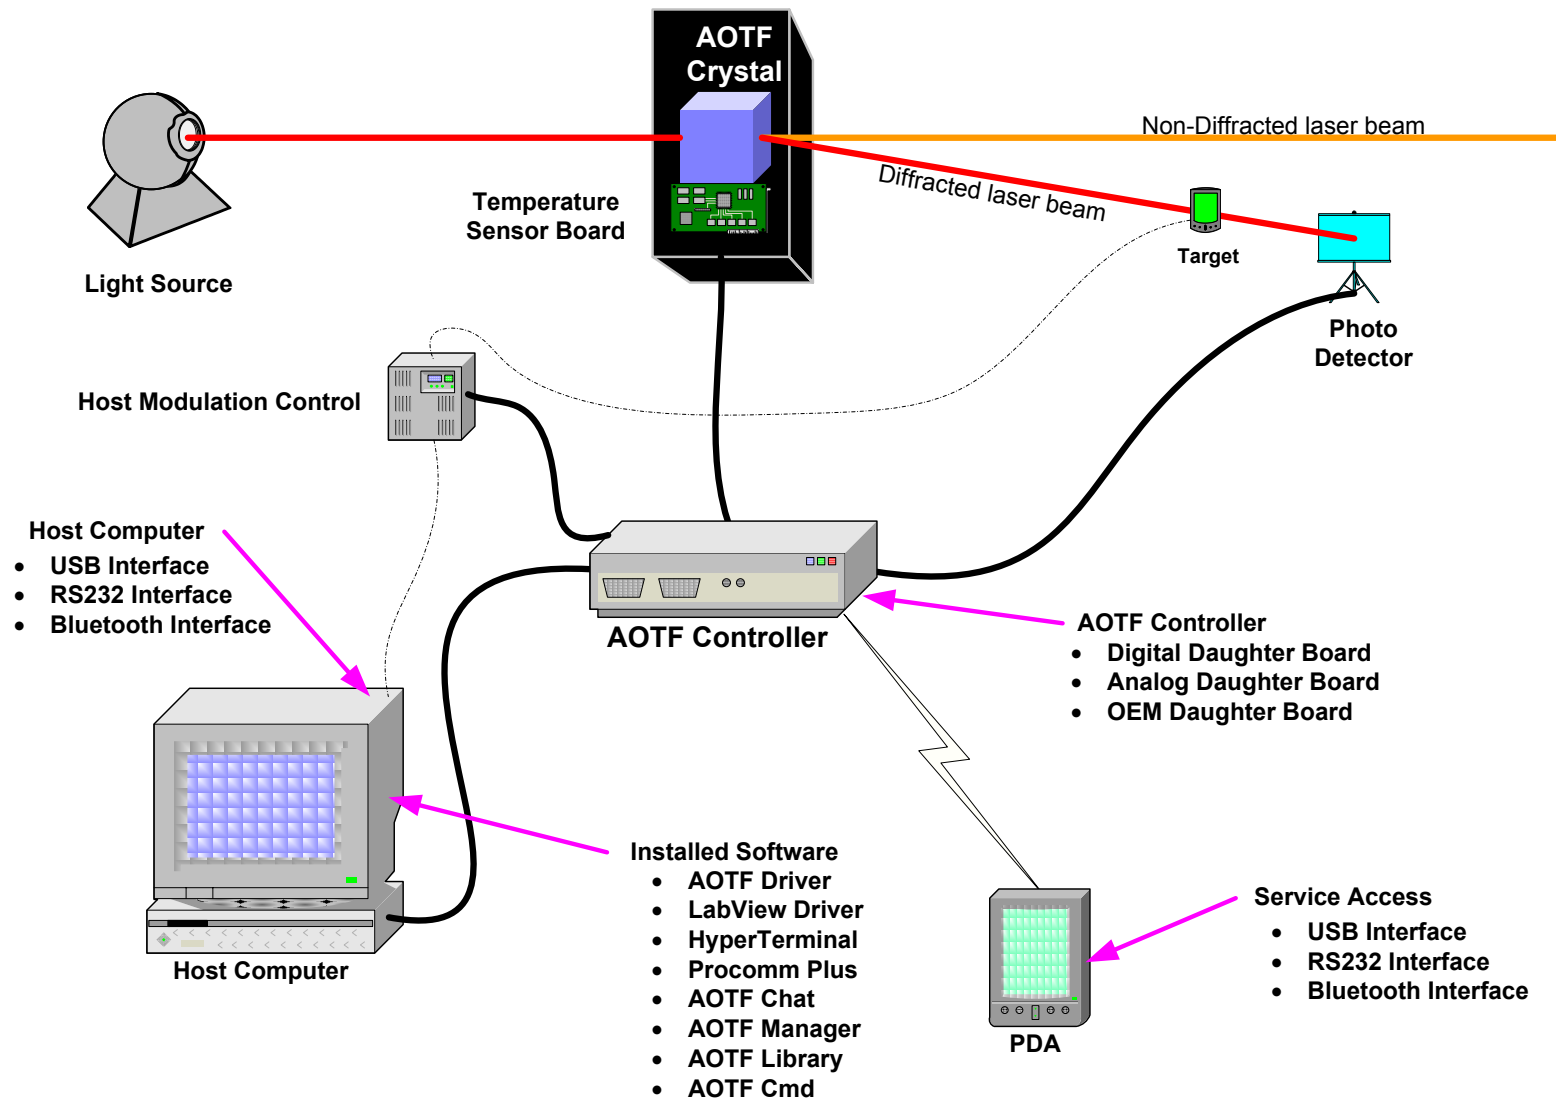 AOTF
Crystal
Non-Diffracted laser beam
Diffracted laser beam
Temperature
Sensor Board
Target
Light Source
Photo
Detector
Host Modulation Control
Host Computer
• USB Interface
• RS232 Interface
• Bluetooth Interface
AOTF Controller
AOTF Controller
• Digital Daughter Board
• Analog Daughter Board
• OEM Daughter Board
Installed Software
• AOTF Driver
• LabView Driver
• HyperTerminal
• Procomm Plus
• AOTF Chat
• AOTF Manager
• AOTF Library
• AOTF Cmd
Host Computer
Service Access
• USB Interface
• RS232 Interface
• Bluetooth Interface
PDA